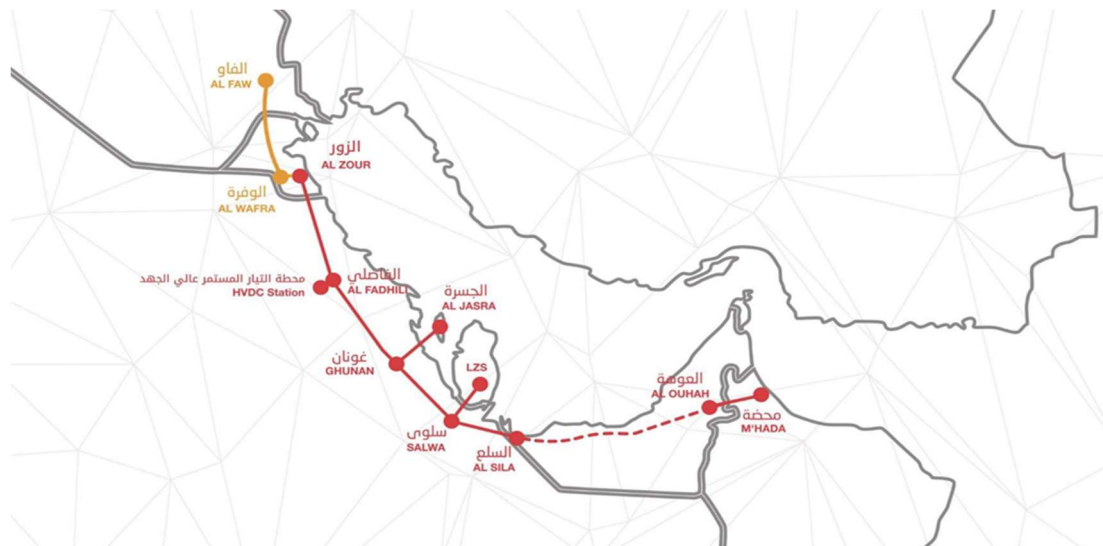 الفاو
AL FAW
الزور
AL ZOUR
الوفرة
AL WAFRA
محطة التيار المستمر عالي الجهد
HVDC Station
الفاضلي
AL FADHILI
الجسرة
AL JASRA
غونان
GHUNAN
LZS
سلوى
SALWA
السلع
AL SILA
العوهة
AL OUHAH
محضة
M'HADA